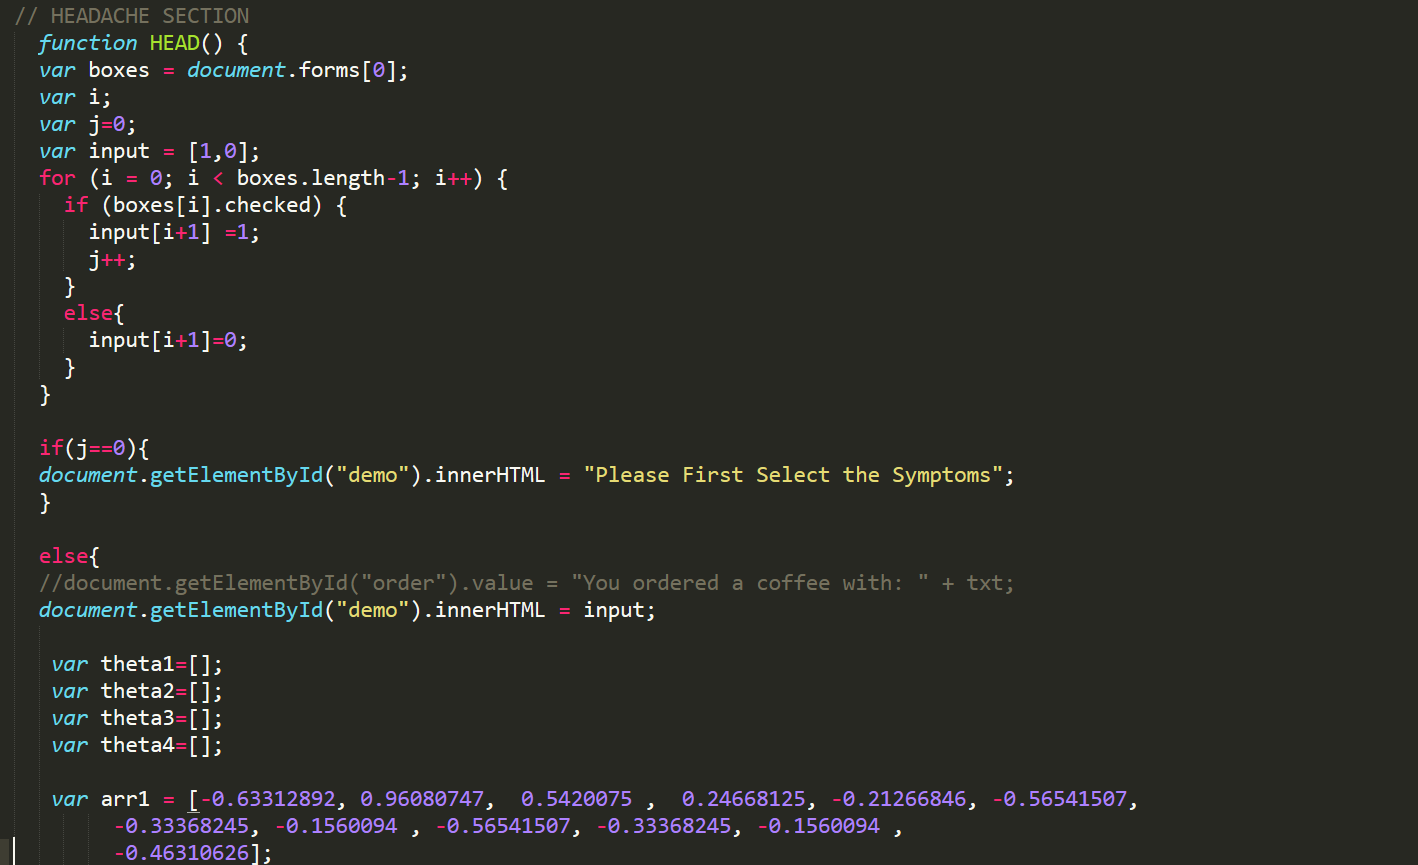 // HEADACHE SECTION
function HEAD() {
var boxes = document.forms[0];
var i;
var j=0;
var input = [1,0];
for (i = 0; i < boxes.length-1; i++) {
if (boxes[i].checked) {
input[i+1] =1;
j++;
}
else{
input[i+1]=0;
}
}
if(j==0){
document.getElementById("demo").innerHTML = "Please First Select the Symptoms";
}
else{
//document.getElementById("order").value = "You ordered a coffee with: " + txt;
document.getElementById("demo").innerHTML = input;
var theta1=[];
var theta2=[];
var theta3=[];
var theta4=[];
var arr1 = [-0.63312892, 0.96080747,  0.5420075 ,  0.24668125, -0.21266846, -0.56541507,
-0.33368245, -0.1560094 , -0.56541507, -0.33368245, -0.1560094 ,
-0.46310626];